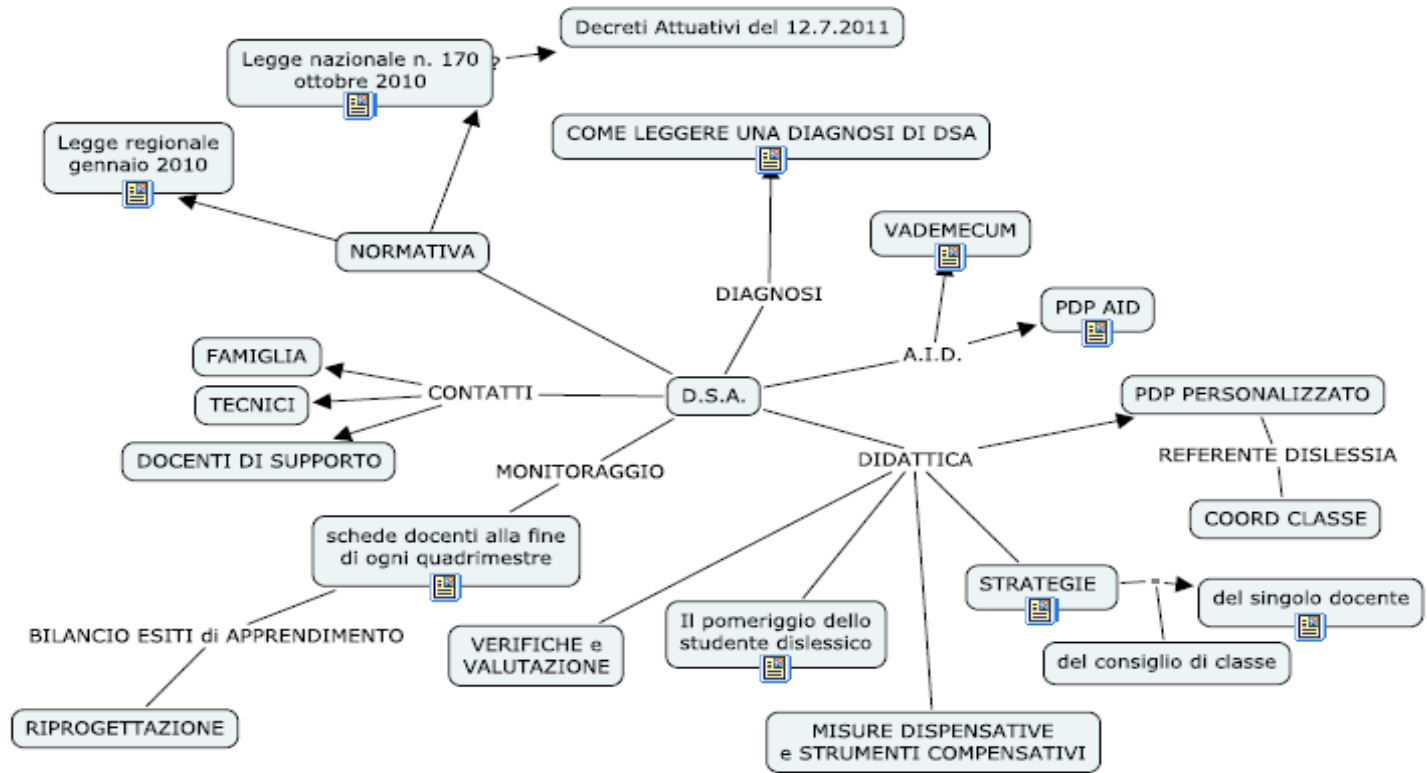 Decreti Attuativi del 12.7.2011
Legge nazionale n. 170
ottobre 2010
?
COME LEGGERE UNA DIAGNOSI DI DSA
Legge regionale
gennaio 2010
VADEMECUM
NORMATIVA
DIAGNOSI
PDP AID
FAMIGLIA
A.I.D.
CONTATTI
D.S.A.
PDP PERSONALIZZATO
TECNICI
DOCENTI DI SUPPORTO
MONITORAGGIO
DIDATTICA
REFERENTE DISLESSIA
COORD CLASSE
schede docenti alla fine
di ogni quadrimestre
STRATEGIE
del singolo docente
Il pomeriggio dello
studente dislessico
BILANCIO ESITI di APPRENDIMENTO
VERIFICHE e
VALUTAZIONE
del consiglio di classe
RIPROGETTAZIONE
MISURE DISPENSATIVE
e STRUMENTI COMPENSATIVI